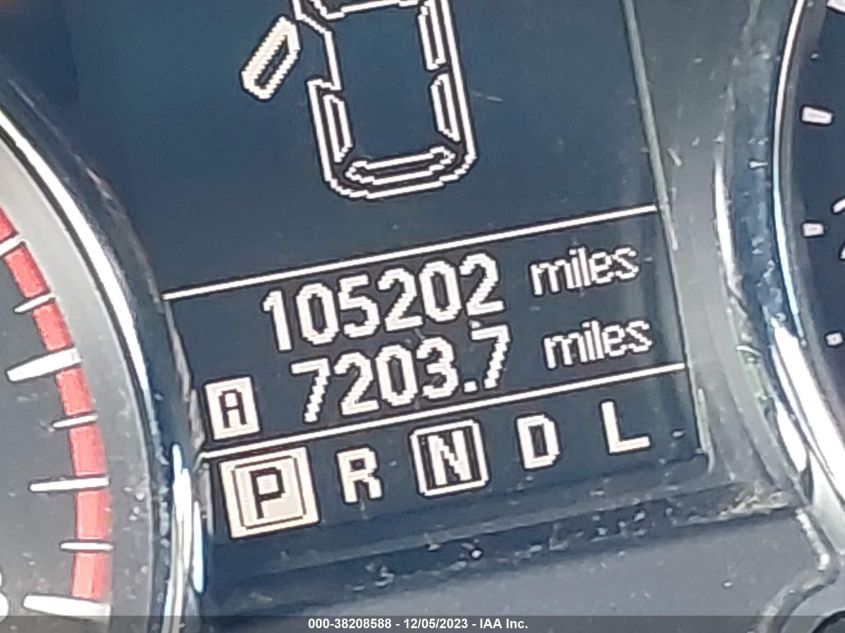 105202 miles
A 7203.7 miles
P R N D L
000-38208588 - 12/05/2023 - IAA Inc.